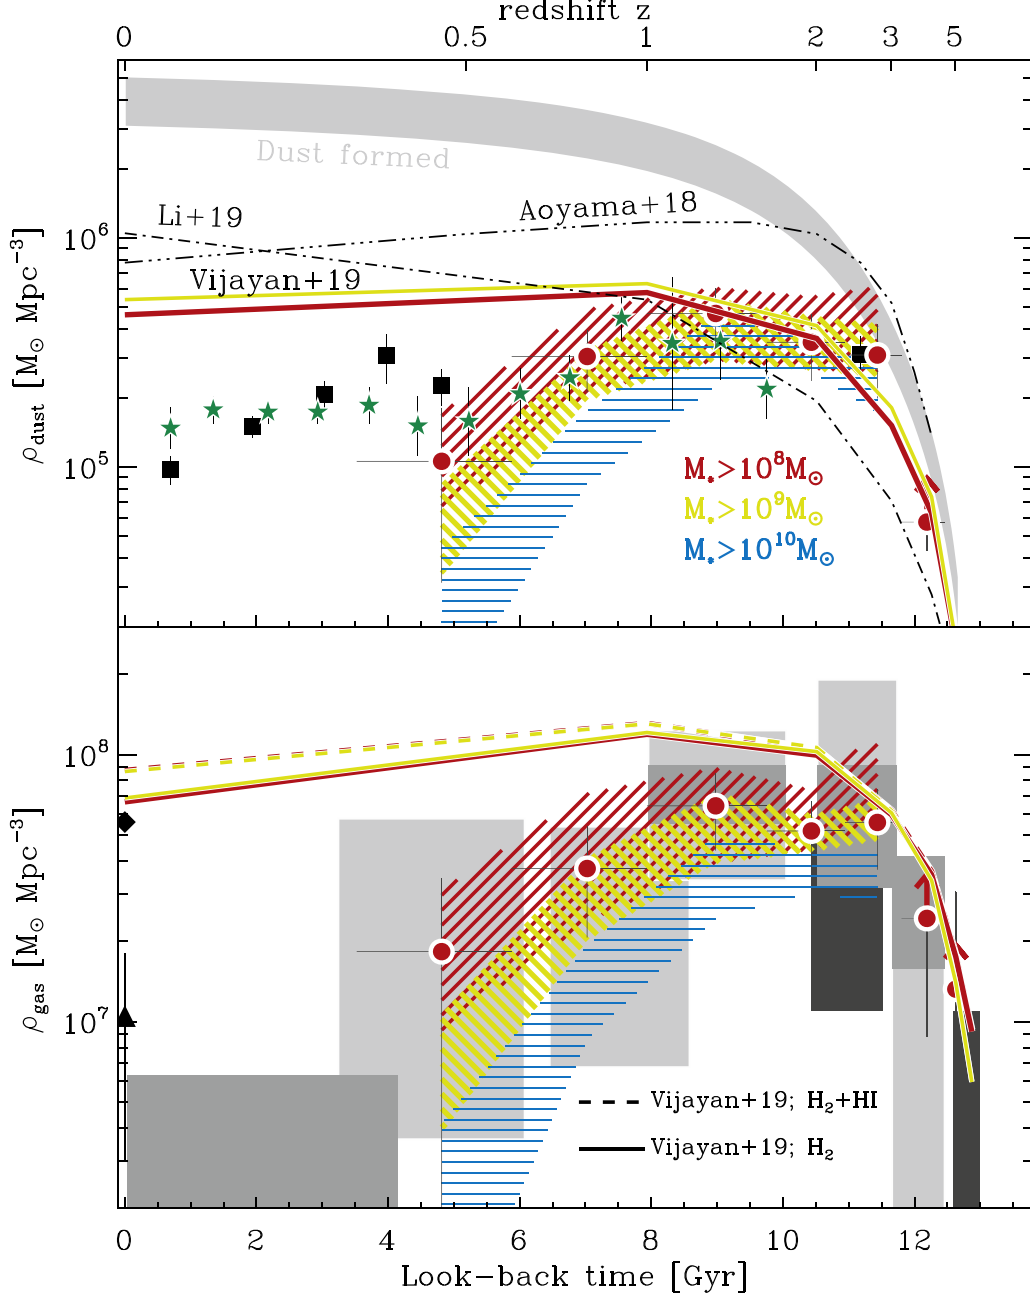 redshift z
0 0.5 1 2 3 5
Dust formed
Li+19
Aoyama+18
10⁶
Vijayan+19
ρdust [M⊙ Mpc⁻³]
10⁵
M⋆>10⁸M⊙
M⋆>10⁹M⊙
M⋆>10¹⁰M⊙
10⁸
ρgas [M⊙ Mpc⁻³]
10⁷
Vijayan+19; H₂+HI
Vijayan+19; H₂
0 2 4 6 8 10 12
Look-back time [Gyr]